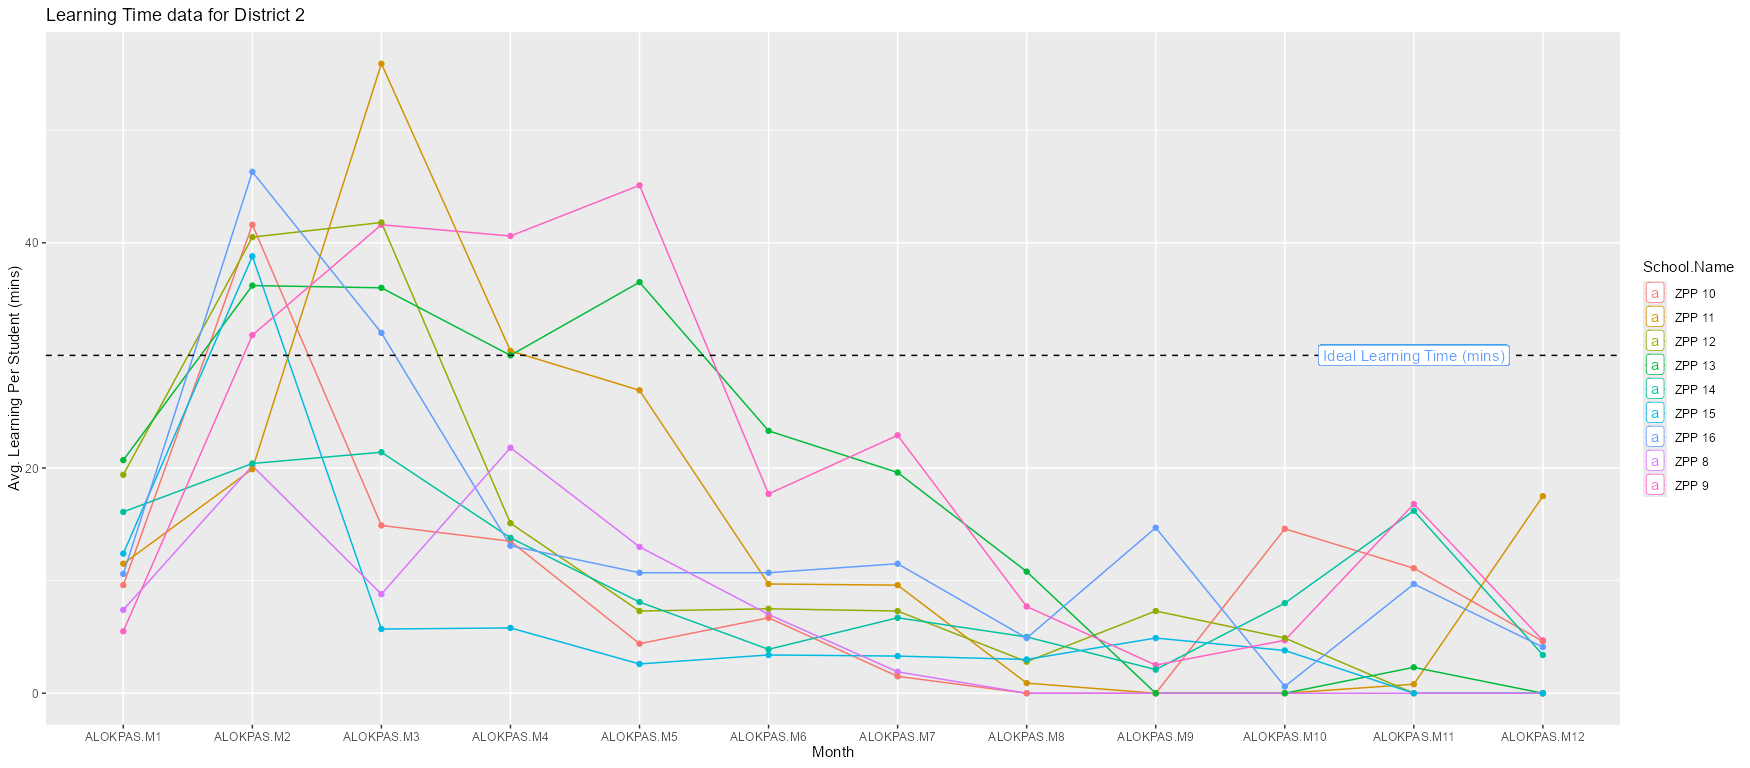 Learning Time data for District 2
Avg. Learning Per Student (mins)
40
20
0
Ideal Learning Time (mins)
ALOKPAS.M1 ALOKPAS.M2 ALOKPAS.M3 ALOKPAS.M4 ALOKPAS.M5 ALOKPAS.M6 ALOKPAS.M7 ALOKPAS.M8 ALOKPAS.M9 ALOKPAS.M10 ALOKPAS.M11 ALOKPAS.M12
Month
School.Name
a ZPP 10
a ZPP 11
a ZPP 12
a ZPP 13
a ZPP 14
a ZPP 15
a ZPP 16
a ZPP 8
a ZPP 9